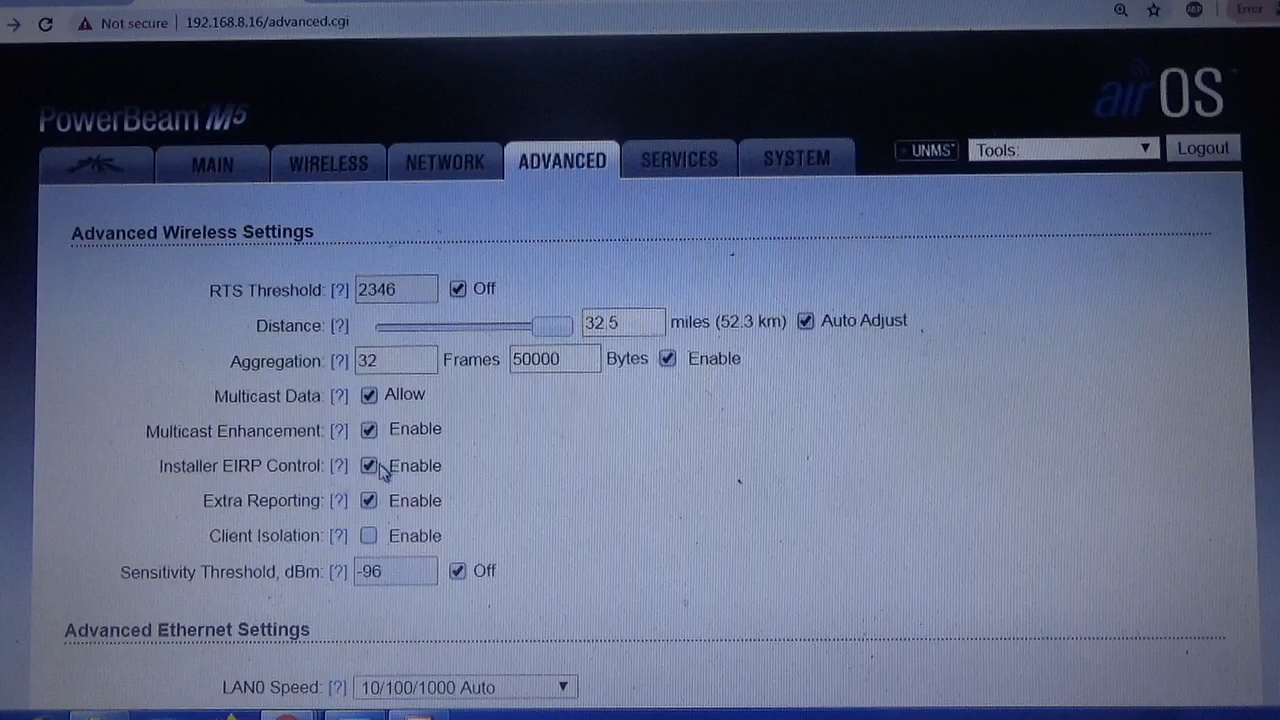 Not secure 192.168.8.16/advanced.cgi Error
PowerBeam M5 airOS™
MAIN WIRELESS NETWORK ADVANCED SERVICES SYSTEM UNMS™ Tools: Logout
Advanced Wireless Settings
RTS Threshold: [?] 2346 Off
Distance: [?] 32.5 miles (52.3 km) Auto Adjust
Aggregation: [?] 32 Frames 50000 Bytes Enable
Multicast Data: [?] Allow
Multicast Enhancement: [?] Enable
Installer EIRP Control: [?] Enable
Extra Reporting: [?] Enable
Client Isolation: [?] Enable
Sensitivity Threshold, dBm: [?] -96 Off
Advanced Ethernet Settings
LAN0 Speed: [?] 10/100/1000 Auto